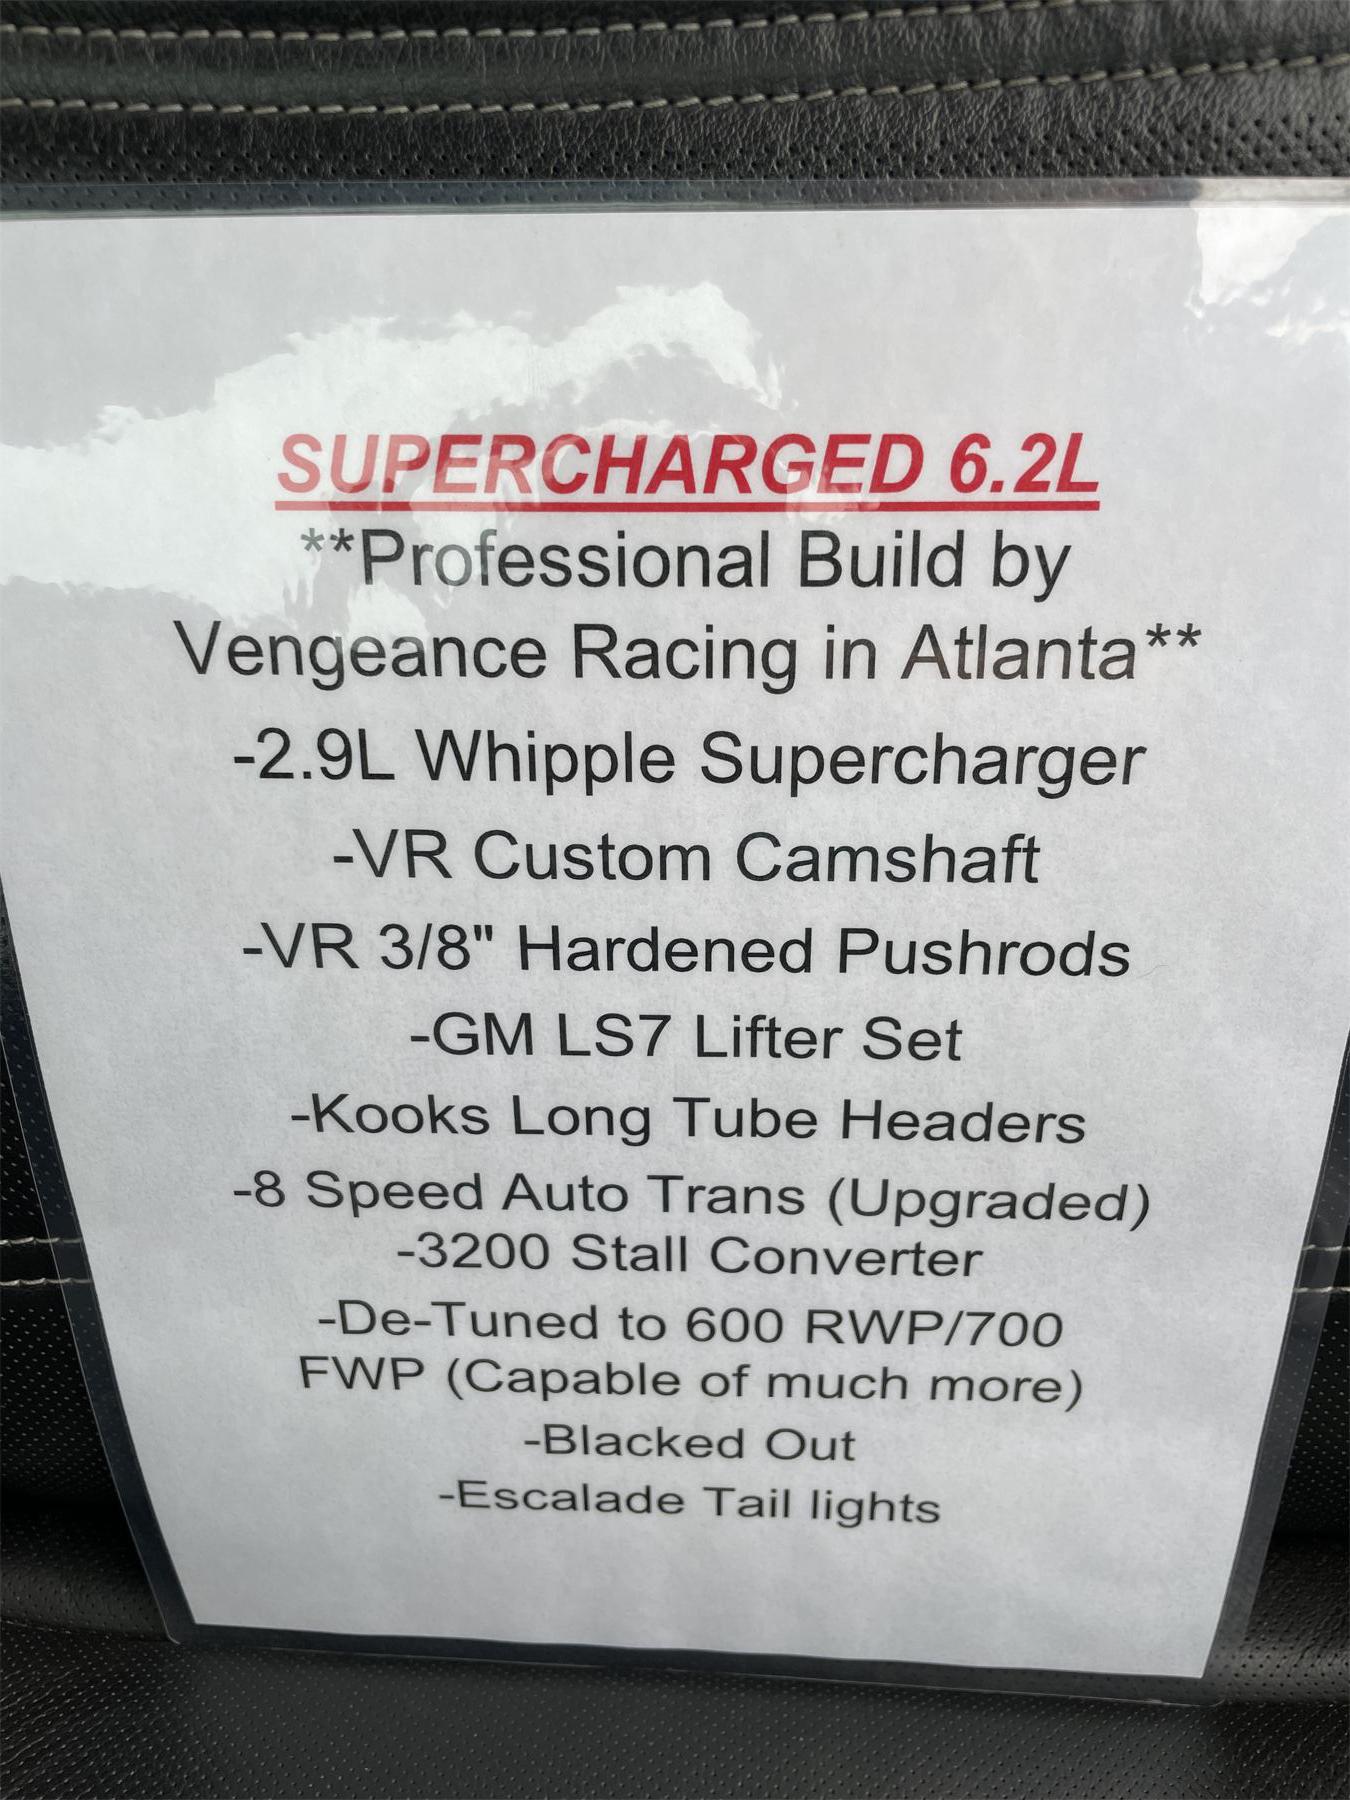 SUPERCHARGED 6.2L
**Professional Build by
Vengeance Racing in Atlanta**
-2.9L Whipple Supercharger
-VR Custom Camshaft
-VR 3/8" Hardened Pushrods
-GM LS7 Lifter Set
-Kooks Long Tube Headers
-8 Speed Auto Trans (Upgraded)
-3200 Stall Converter
-De-Tuned to 600 RWP/700
FWP (Capable of much more)
-Blacked Out
-Escalade Tail lights